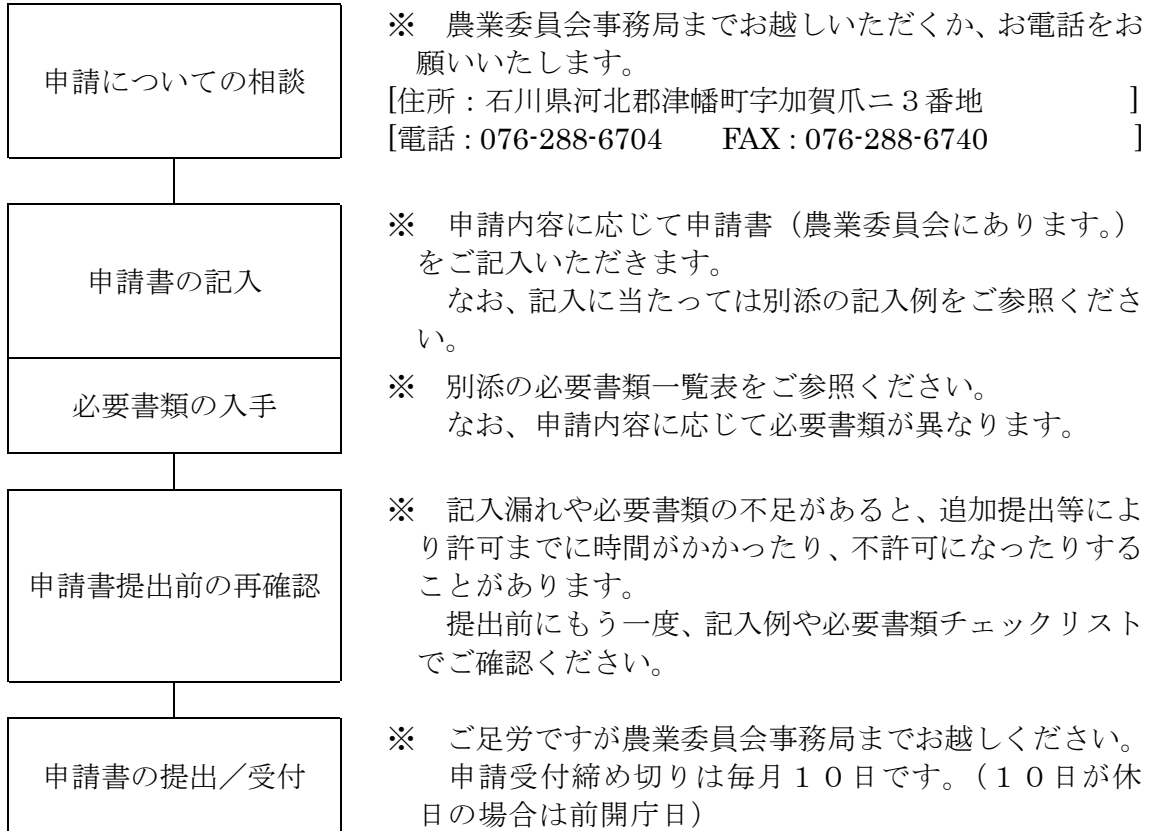 申請についての相談
※　農業委員会事務局までお越しいただくか、お電話をお
願いいたします。
[住所：石川県河北郡津幡町字加賀爪ニ３番地　　　　　　]
[電話：076-288-6704　　FAX：076-288-6740　　　　　　]
申請書の記入
※　申請内容に応じて申請書（農業委員会にあります。）
をご記入いただきます。
なお、記入に当たっては別添の記入例をご参照くださ
い。
必要書類の入手
※　別添の必要書類一覧表をご参照ください。
なお、申請内容に応じて必要書類が異なります。
申請書提出前の再確認
※　記入漏れや必要書類の不足があると、追加提出等によ
り許可までに時間がかかったり、不許可になったりする
ことがあります。
提出前にもう一度、記入例や必要書類チェックリスト
でご確認ください。
申請書の提出／受付
※　ご足労ですが農業委員会事務局までお越しください。
申請受付締め切りは毎月１０日です。（１０日が休
日の場合は前開庁日）